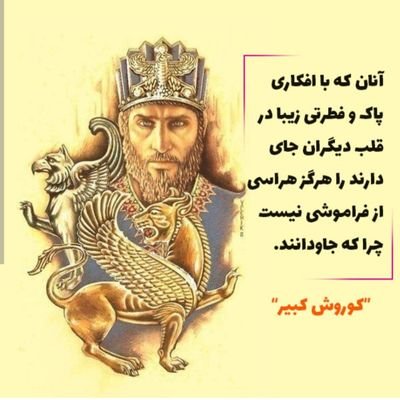 آنان که با افکاری
پاک و فطرتی زیبا در
قلب دیگران جای
دارند را هرگز هراسی
از فراموشی نیست
چرا که جاودانند.
”کوروش کبیر“